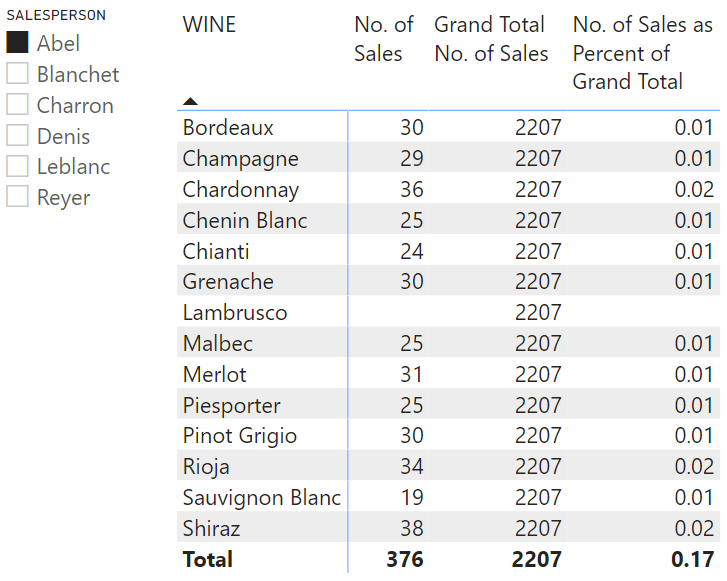 SALESPERSON
Abel
Blanchet
Charron
Denis
Leblanc
Reyer
WINE No. of Sales Grand Total No. of Sales No. of Sales as Percent of Grand Total
Bordeaux 30 2207 0.01
Champagne 29 2207 0.01
Chardonnay 36 2207 0.02
Chenin Blanc 25 2207 0.01
Chianti 24 2207 0.01
Grenache 30 2207 0.01
Lambrusco 2207
Malbec 25 2207 0.01
Merlot 31 2207 0.01
Piesporter 25 2207 0.01
Pinot Grigio 30 2207 0.01
Rioja 34 2207 0.02
Sauvignon Blanc 19 2207 0.01
Shiraz 38 2207 0.02
Total 376 2207 0.17